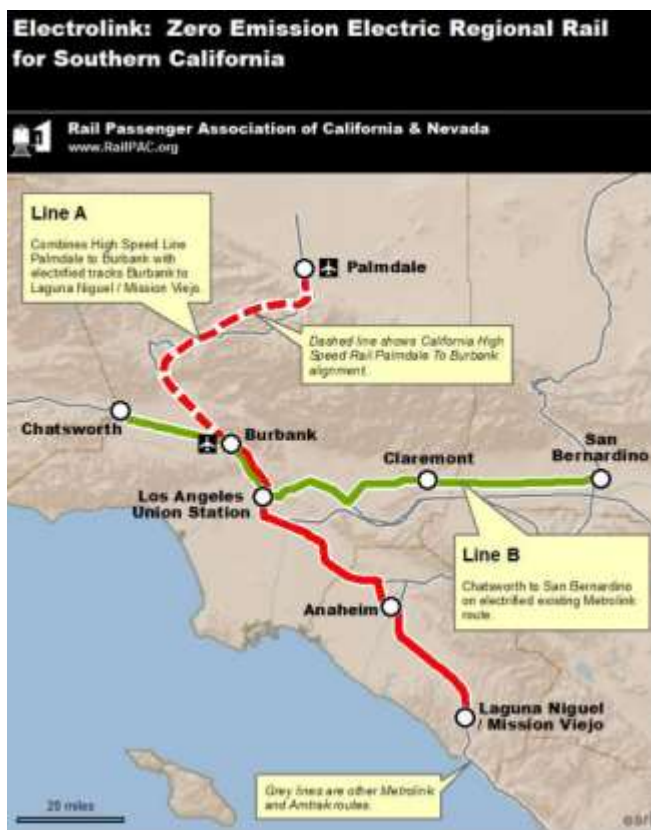 Electrolink: Zero Emission Electric Regional Rail
for Southern California
Rail Passenger Association of California & Nevada
www.RailPAC.org
Line A
Combines High Speed Line
Palmdale to Burbank with
electrified tracks Burbank to
Laguna Niguel / Mission Viejo.
Palmdale
Dashed line shows California High
Speed Rail Palmdale To Burbank
alignment.
Chatsworth
Burbank
Claremont
San
Bernardino
Los Angeles
Union Station
Line B
Chatsworth to San Bernardino
on electrified existing Metrolink
route.
Anaheim
Laguna Niguel
/ Mission Viejo
Grey lines are other Metrolink
and Amtrak routes.
20 miles
esri